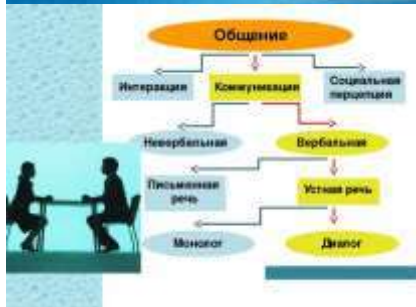 Общение
Интеракция
Коммуникация
Социальная
перцепция
Невербальная
Вербальная
Письменная
речь
Устная речь
Монолог
Диалог